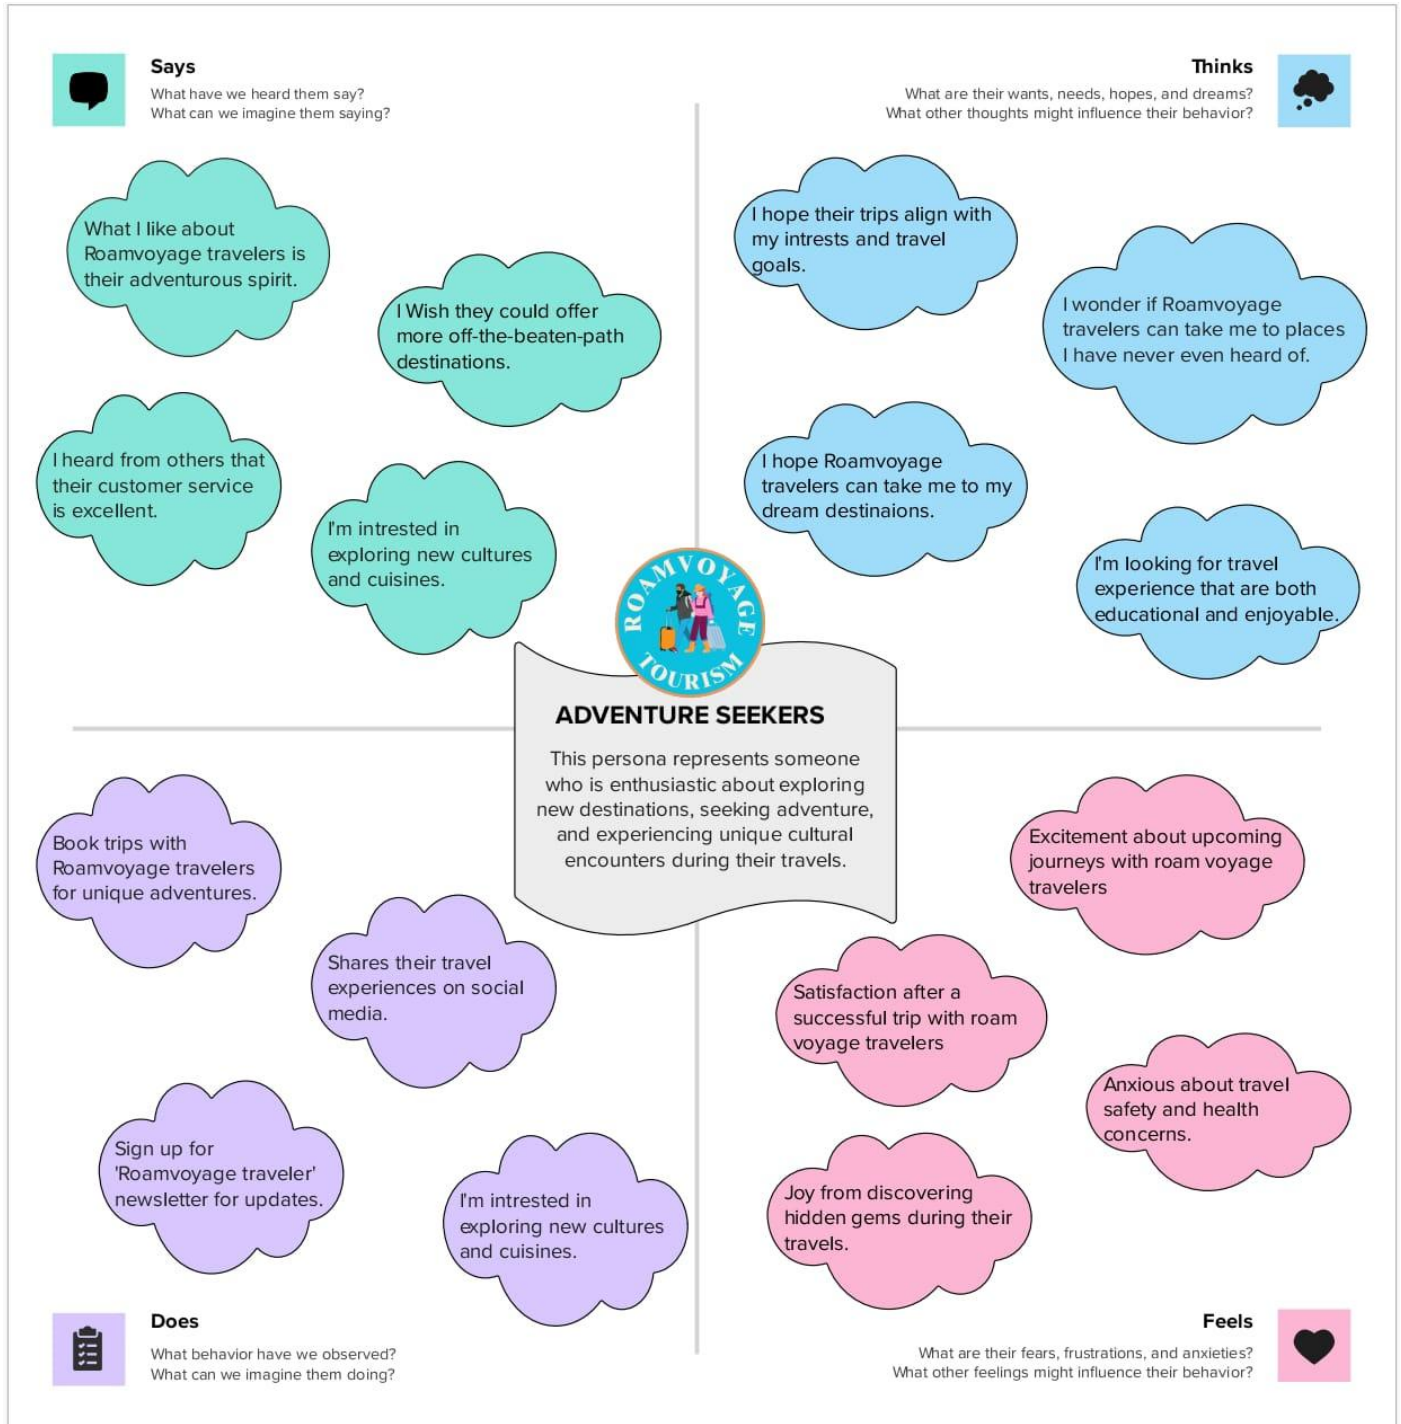 Says
What have we heard them say?
What can we imagine them saying?
Thinks
What are their wants, needs, hopes, and dreams?
What other thoughts might influence their behavior?
What I like about
Roamvoyage travelers is
their adventurous spirit.
I Wish they could offer
more off-the-beaten-path
destinations.
I heard from others that
their customer service
is excellent.
I'm intrested in
exploring new cultures
and cuisines.
I hope their trips align with
my intrests and travel
goals.
I wonder if Roamvoyage
travelers can take me to places
I have never even heard of.
I hope Roamvoyage
travelers can take me to my
dream destinaions.
I'm looking for travel
experience that are both
educational and enjoyable.
ROAMVOYAGE
TOURISM
ADVENTURE SEEKERS
This persona represents someone
who is enthusiastic about exploring
new destinations, seeking adventure,
and experiencing unique cultural
encounters during their travels.
Book trips with
Roamvoyage travelers
for unique adventures.
Shares their travel
experiences on social
media.
Sign up for
'Roamvoyage traveler'
newsletter for updates.
I'm intrested in
exploring new cultures
and cuisines.
Excitement about upcoming
journeys with roam voyage
travelers
Satisfaction after a
successful trip with roam
voyage travelers
Anxious about travel
safety and health
concerns.
Joy from discovering
hidden gems during their
travels.
Does
What behavior have we observed?
What can we imagine them doing?
Feels
What are their fears, frustrations, and anxieties?
What other feelings might influence their behavior?